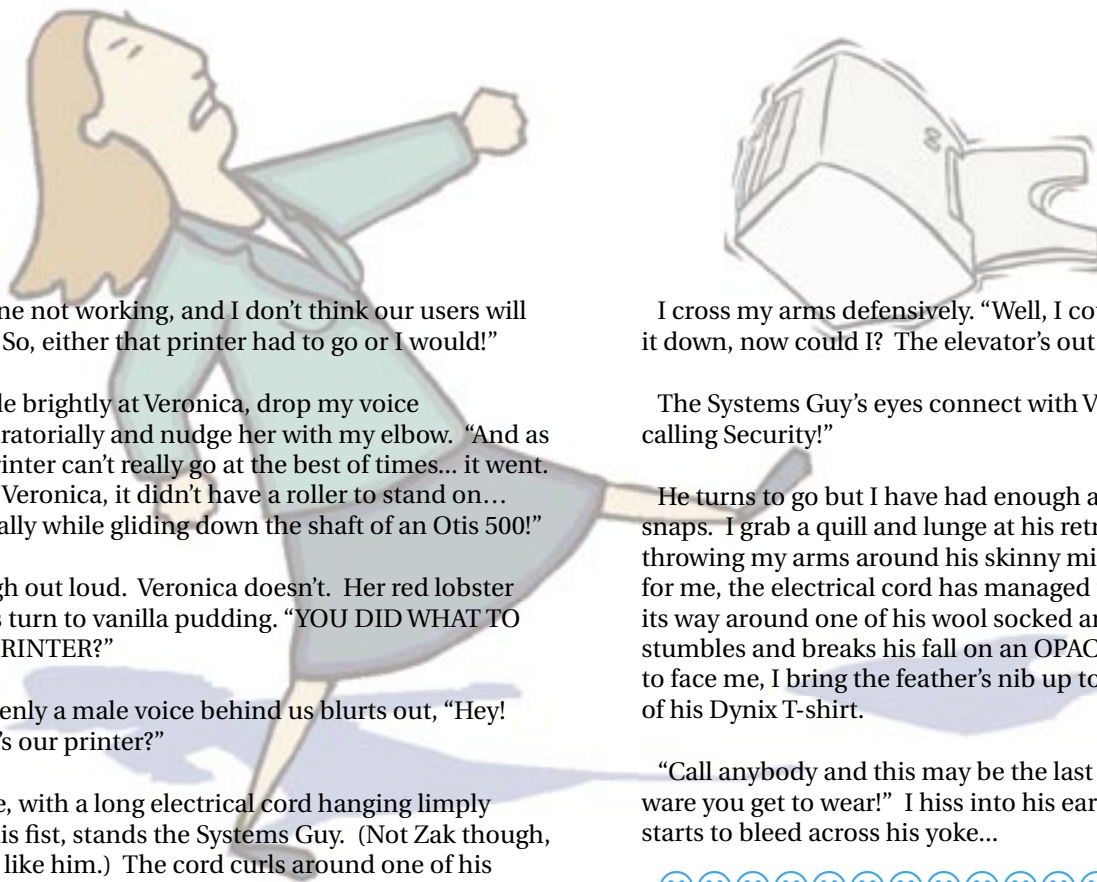 ne not working, and I don't think our users will
So, either that printer had to go or I would!"
le brightly at Veronica, drop my voice
ratorially and nudge her with my elbow. "And as
rinter can't really go at the best of times... it went.
Veronica, it didn't have a roller to stand on…
ally while gliding down the shaft of an Otis 500!"
gh out loud. Veronica doesn't. Her red lobster
s turn to vanilla pudding. "YOU DID WHAT TO
RINTER?"
enly a male voice behind us blurts out, "Hey!
's our printer?"
e, with a long electrical cord hanging limply
is fist, stands the Systems Guy. (Not Zak though,
like him.) The cord curls around one of his
I cross my arms defensively. "Well, I cou
it down, now could I? The elevator's out
The Systems Guy's eyes connect with V
calling Security!"
He turns to go but I have had enough a
snaps. I grab a quill and lunge at his retr
throwing my arms around his skinny mi
for me, the electrical cord has managed
its way around one of his wool socked an
stumbles and breaks his fall on an OPAC
to face me, I bring the feather's nib up to
of his Dynix T-shirt.
"Call anybody and this may be the last
ware you get to wear!" I hiss into his ear
starts to bleed across his yoke...